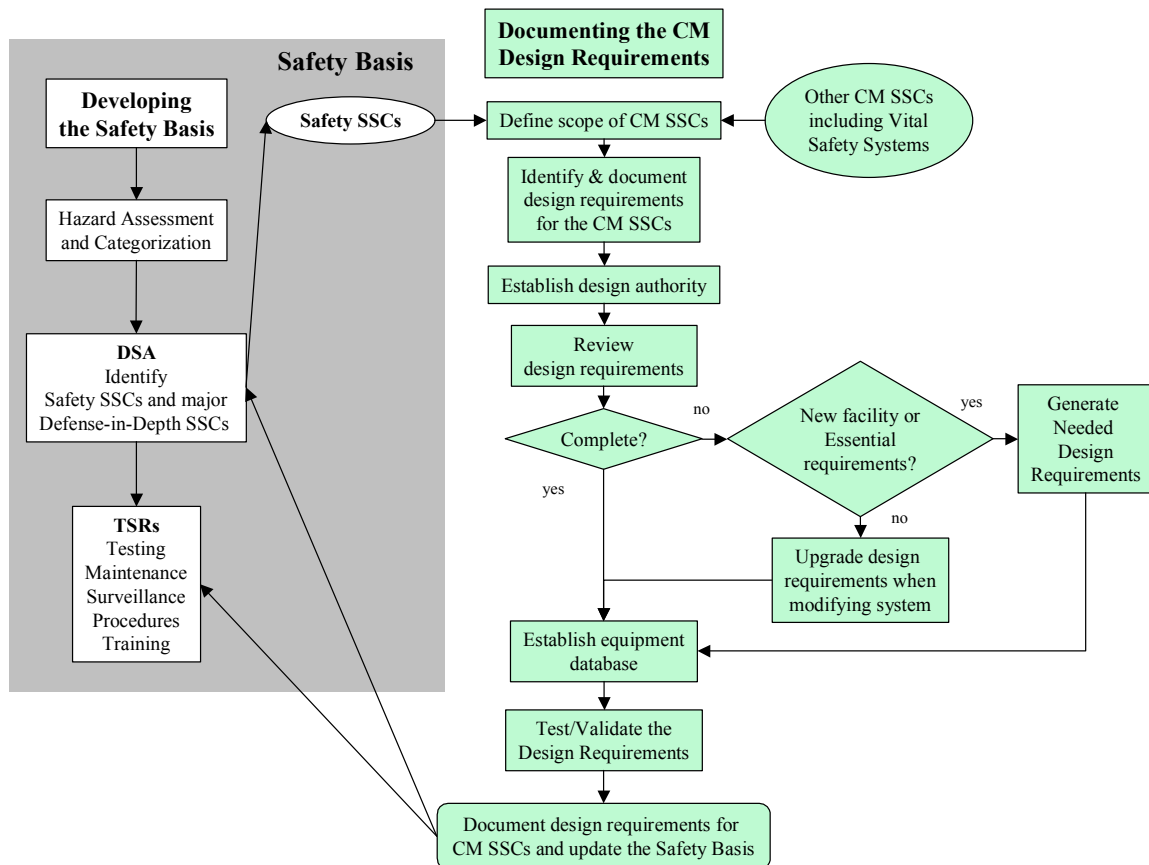 Safety Basis
Developing
the Safety Basis
Hazard Assessment
and Categorization
DSA
Identify
Safety SSCs and major
Defense-in-Depth SSCs
TSRs
Testing
Maintenance
Surveillance
Procedures
Training
Safety SSCs
Documenting the CM
Design Requirements
Define scope of CM SSCs
Other CM SSCs
including Vital
Safety Systems
Identify & document
design requirements
for the CM SSCs
Establish design authority
Review
design requirements
Complete?
no
yes
New facility or
Essential
requirements?
yes
no
Generate
Needed
Design
Requirements
Upgrade design
requirements when
modifying system
Establish equipment
database
Test/Validate the
Design Requirements
Document design requirements for
CM SSCs and update the Safety Basis